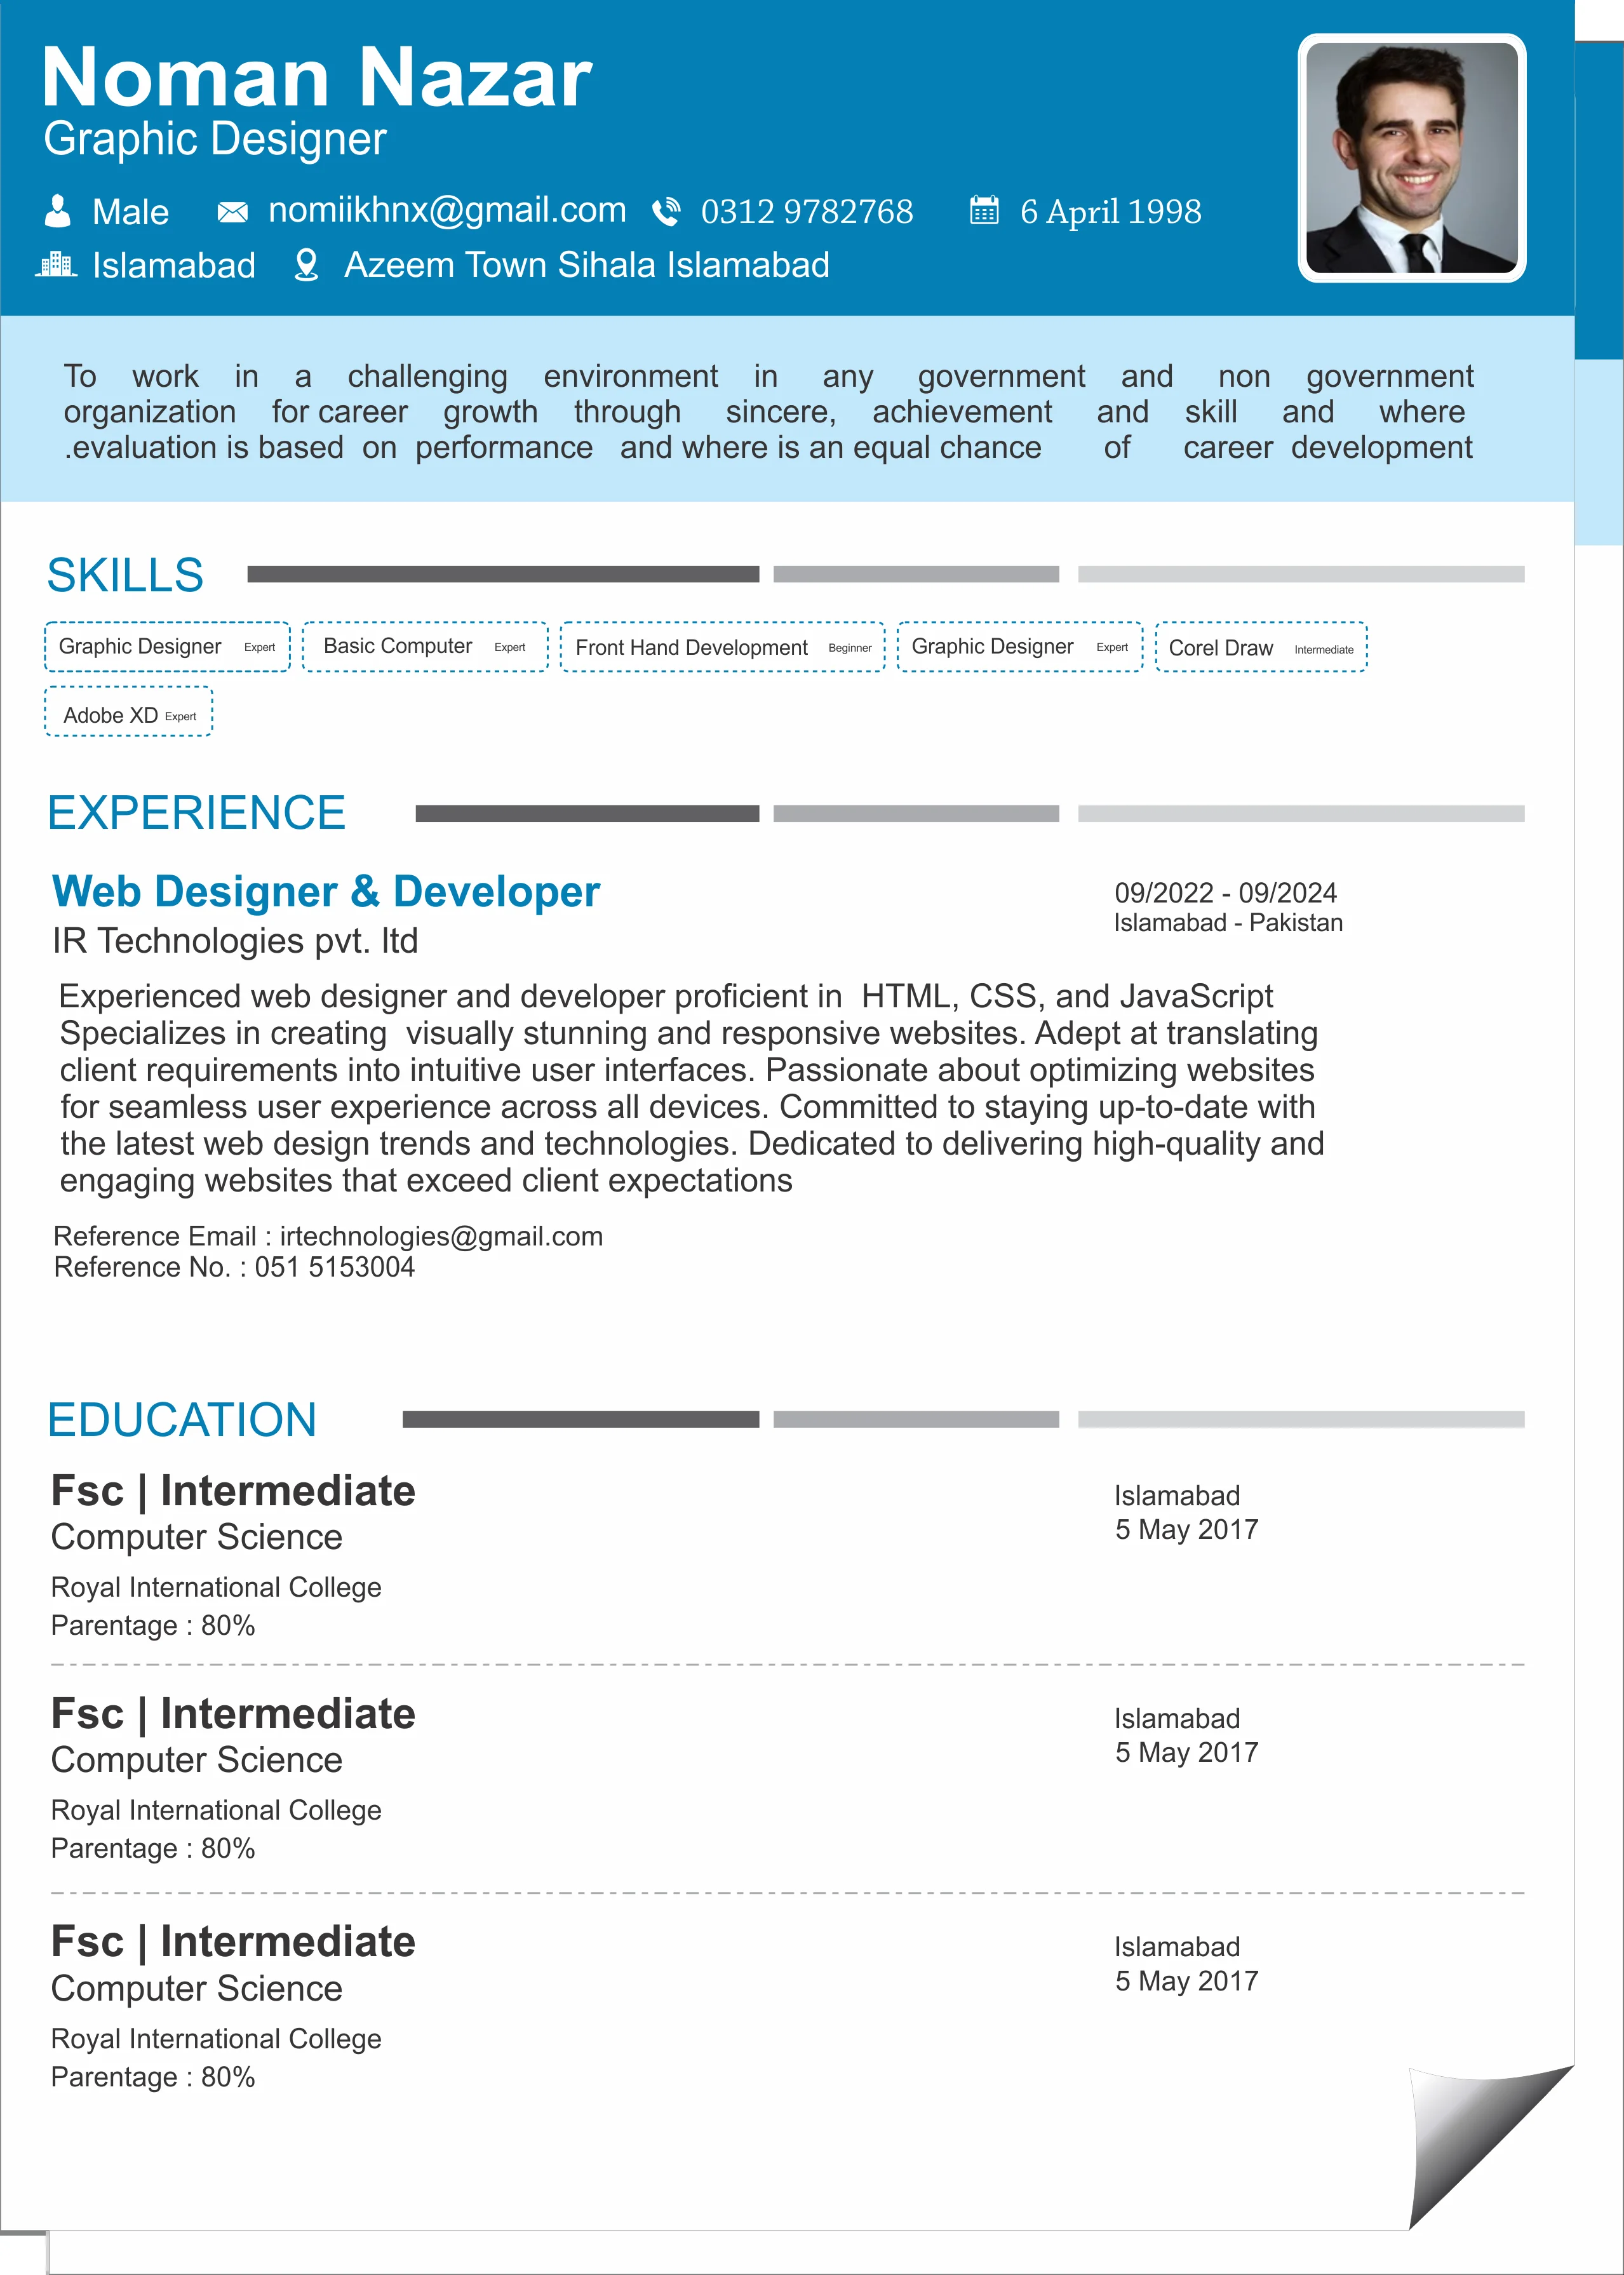 Noman Nazar
Graphic Designer
Male nomiikhnx@gmail.com 0312 9782768 6 April 1998
Islamabad Azeem Town Sihala Islamabad
To work in a challenging environment in any government and non government
organization for career growth through sincere, achievement and skill and where
.evaluation is based on performance and where is an equal chance of career development
SKILLS
Graphic Designer Expert Basic Computer Expert Front Hand Development Beginner Graphic Designer Expert Corel Draw Intermediate
Adobe XD Expert
EXPERIENCE
Web Designer & Developer 09/2022 - 09/2024
IR Technologies pvt. ltd Islamabad - Pakistan
Experienced web designer and developer proficient in HTML, CSS, and JavaScript
Specializes in creating visually stunning and responsive websites. Adept at translating
client requirements into intuitive user interfaces. Passionate about optimizing websites
for seamless user experience across all devices. Committed to staying up-to-date with
the latest web design trends and technologies. Dedicated to delivering high-quality and
engaging websites that exceed client expectations
Reference Email : irtechnologies@gmail.com
Reference No. : 051 5153004
EDUCATION
Fsc | Intermediate Islamabad
Computer Science 5 May 2017
Royal International College
Parentage : 80%
Fsc | Intermediate Islamabad
Computer Science 5 May 2017
Royal International College
Parentage : 80%
Fsc | Intermediate Islamabad
Computer Science 5 May 2017
Royal International College
Parentage : 80%